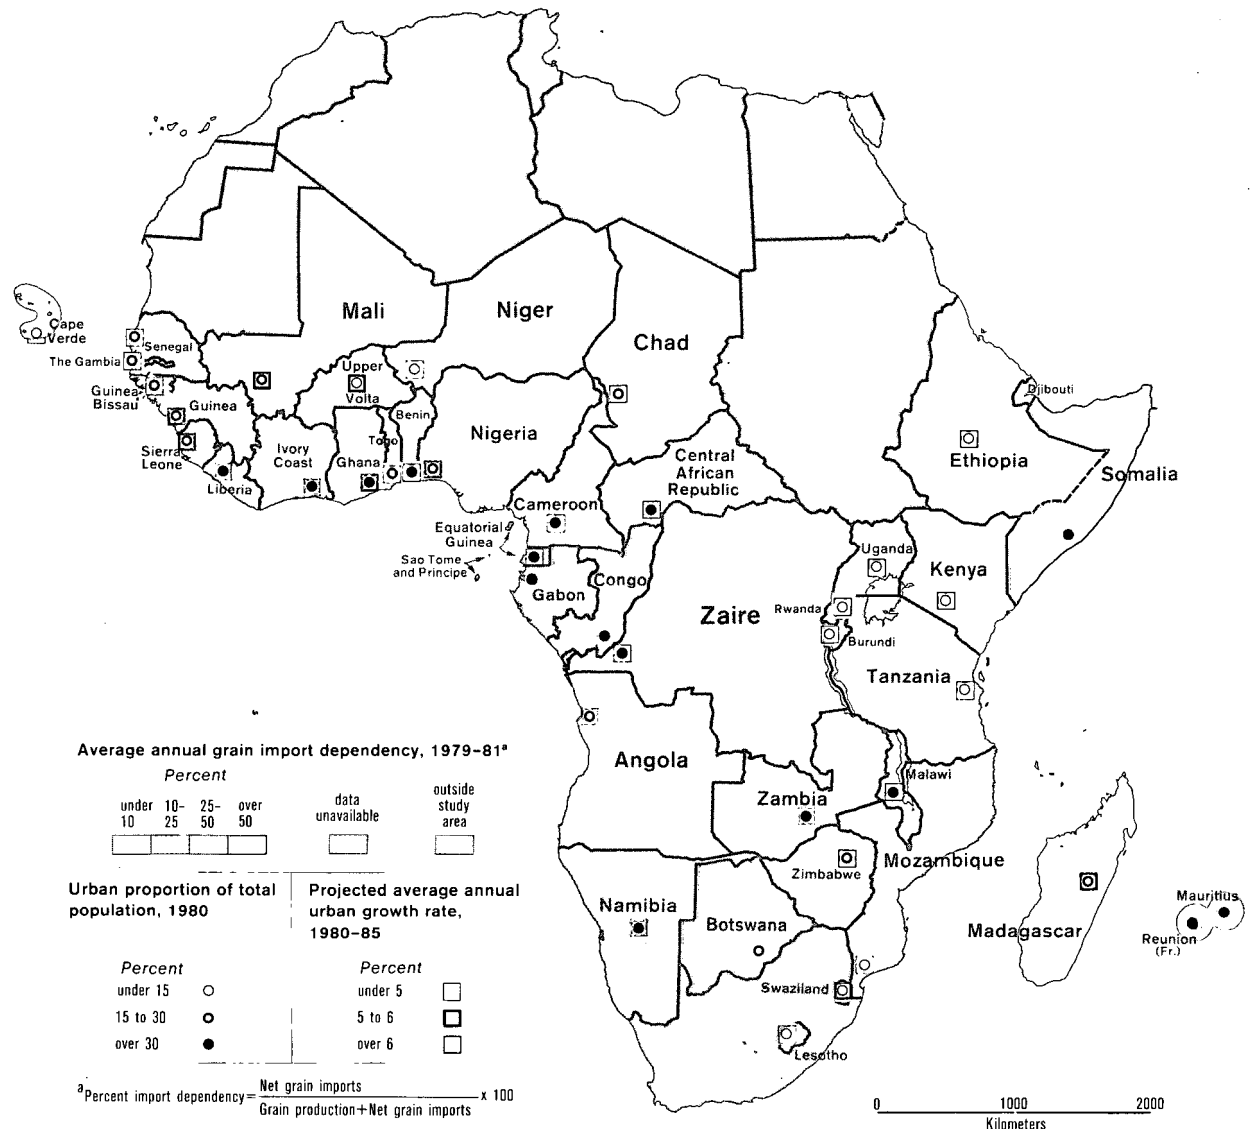 Mali
Niger
Chad
Cape
Verde
Senegal
The Gambia
Guinea
Bissau
Guinea
Sierra
Leone
Liberia
Ivory
Coast
Upper
Volta
Ghana
Togo
Benin
Nigeria
Cameroon
Central
African
Republic
Djibouti
Ethiopia
Somalia
Equatorial
Guinea
Sao Tome
and Principe
Gabon
Congo
Zaire
Uganda
Kenya
Rwanda
Burundi
Tanzania
Angola
Zambia
Malawi
Mozambique
Zimbabwe
Namibia
Botswana
Swaziland
Lesotho
Madagascar
Mauritius
Reunion
(Fr.)
Average annual grain import dependency, 1979-81ᵃ
Percent
under 10- 25- over
10 25 50 50
data
unavailable
outside
study
area
Urban proportion of total
population, 1980
Percent
under 15
15 to 30
over 30
Projected average annual
urban growth rate,
1980-85
Percent
under 5
5 to 6
over 6
ᵃPercent import dependency= Net grain imports x 100
Grain production+Net grain imports
0 1000 2000
Kilometers